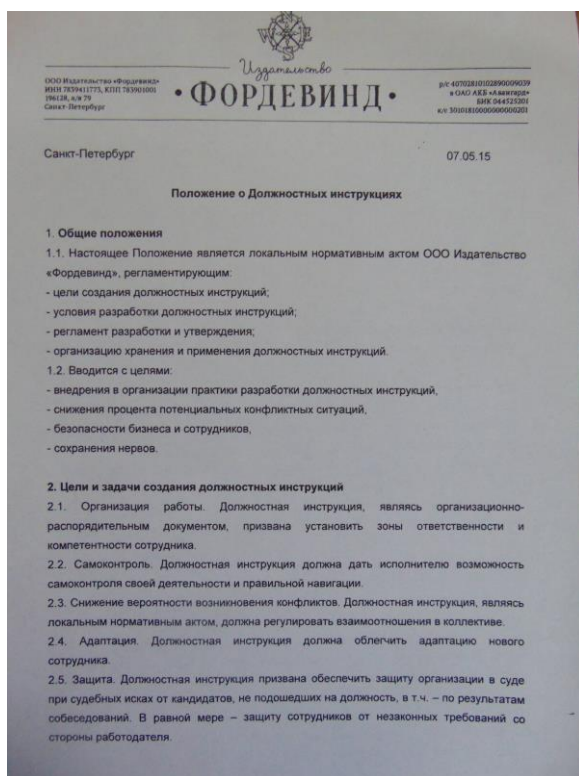 Издательство
ООО Издательство «Фордевинд»
ИНН 7839411773, КПП 783901001
196128, а/я 79
Санкт-Петербург
• ФОРДЕВИНД •
р/с 40702810102890009039
в ОАО АКБ «Авангард»
БИК 044525201
к/с 30101810000000000201
Санкт-Петербург
07.05.15
Положение о Должностных инструкциях
1. Общие положения
1.1. Настоящее Положение является локальным нормативным актом ООО Издательство
«Фордевинд», регламентирующим:
- цели создания должностных инструкций;
- условия разработки должностных инструкций;
- регламент разработки и утверждения;
- организацию хранения и применения должностных инструкций.
1.2. Вводится с целями:
- внедрения в организации практики разработки должностных инструкций,
- снижения процента потенциальных конфликтных ситуаций,
- безопасности бизнеса и сотрудников,
- сохранения нервов.
2. Цели и задачи создания должностных инструкций
2.1. Организация работы. Должностная инструкция, являясь организационно-
распорядительным документом, призвана установить зоны ответственности и
компетентности сотрудника.
2.2. Самоконтроль. Должностная инструкция должна дать исполнителю возможность
самоконтроля своей деятельности и правильной навигации.
2.3. Снижение вероятности возникновения конфликтов. Должностная инструкция, являясь
локальным нормативным актом, должна регулировать взаимоотношения в коллективе.
2.4. Адаптация. Должностная инструкция должна облегчить адаптацию нового
сотрудника.
2.5. Защита. Должностная инструкция призвана обеспечить защиту организации в суде
при судебных исках от кандидатов, не подошедших на должность, в т.ч. – по результатам
собеседований. В равной мере – защиту сотрудников от незаконных требований со
стороны работодателя.